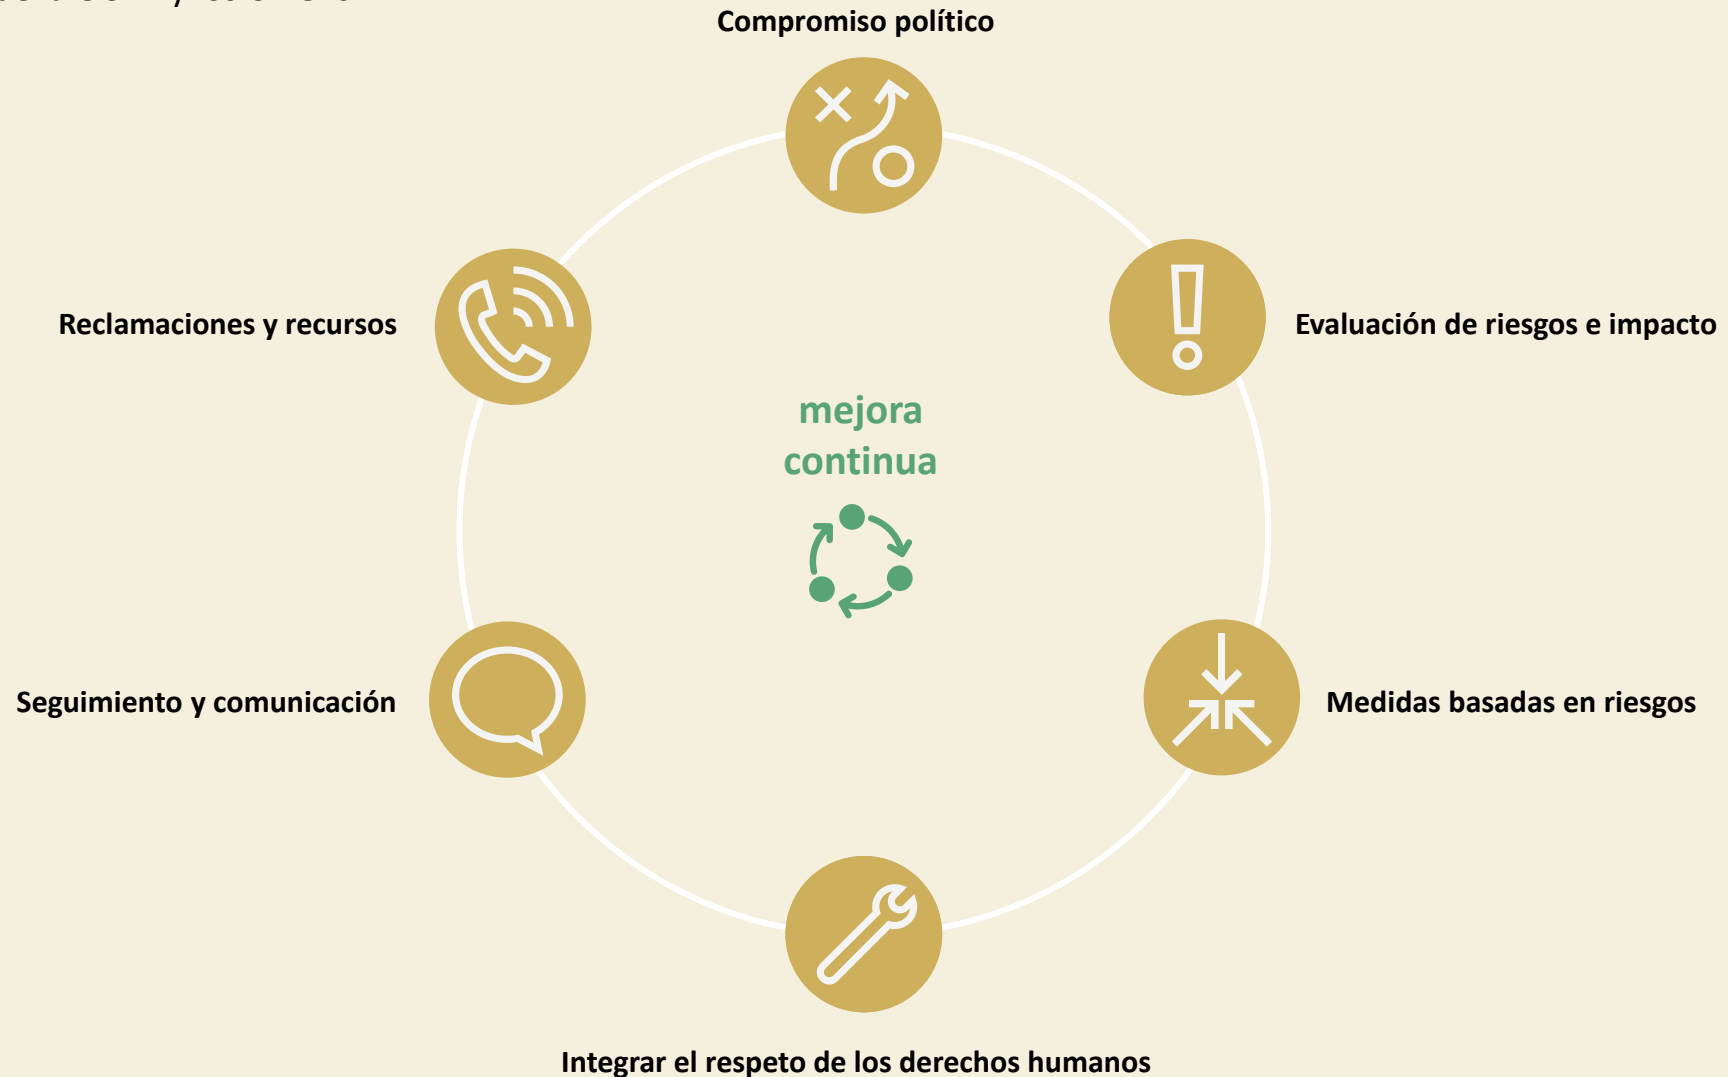 Compromiso político
Reclamaciones y recursos
Evaluación de riesgos e impacto
mejora
continua
Seguimiento y comunicación
Medidas basadas en riesgos
Integrar el respeto de los derechos humanos